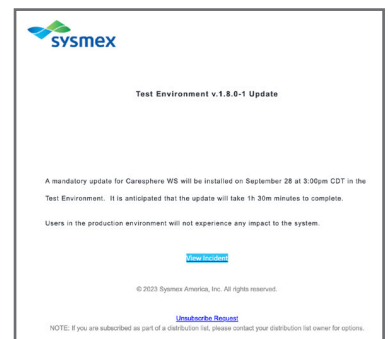 sysmex
Test Environment v.1.8.0-1 Update
A mandatory update for Caresphere WS will be installed on September 28 at 3:00pm CDT in the
Test Environment. It is anticipated that the update will take 1h 30m minutes to complete.
Users in the production environment will not experience any impact to the system.
View Incident
© 2023 Sysmex America, Inc. All rights reserved.
Unsubscribe Request
NOTE: If you are subscribed as part of a distribution list, please contact your distribution list owner for options.